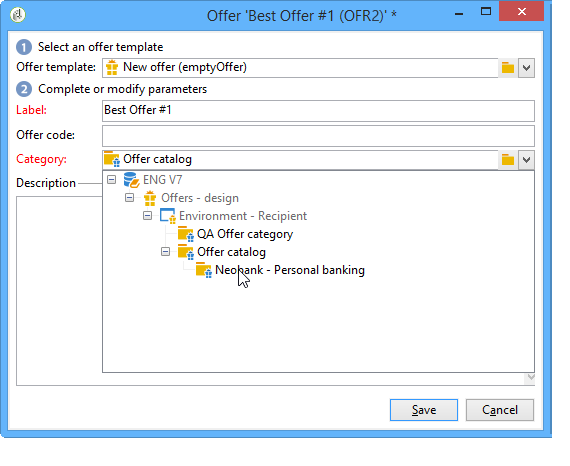 Offer 'Best Offer #1 (OFR2)' *
1 Select an offer template
Offer template: New offer (emptyOffer)
2 Complete or modify parameters
Label: Best Offer #1
Offer code:
Category: Offer catalog
Description
ENG V7
Offers - design
Environment - Recipient
QA Offer category
Offer catalog
Neobank - Personal banking
Save Cancel